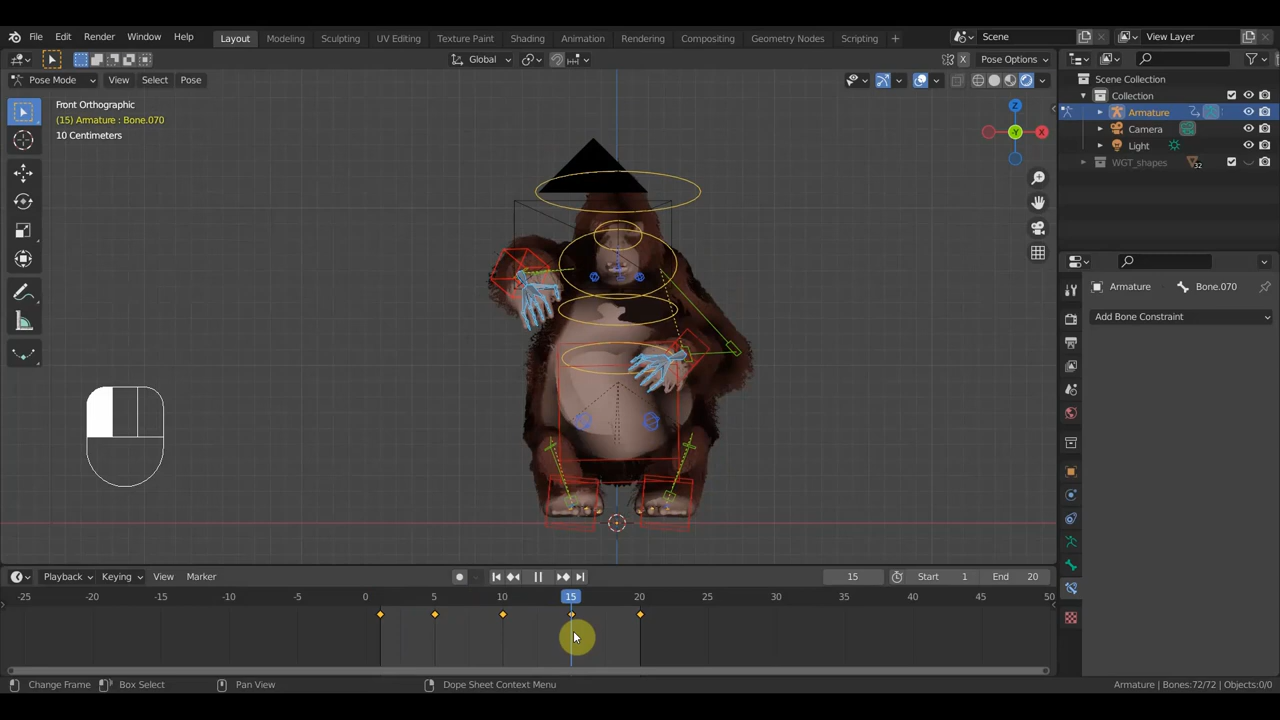 File Edit Render Window Help Layout Modeling Sculpting UV Editing Texture Paint Shading Animation Rendering Compositing Geometry Nodes Scripting + Scene View Layer
Global X Pose Options
Pose Mode View Select Pose
Front Orthographic
(15) Armature : Bone.070
10 Centimeters
Z
Y
X
Scene Collection
Collection
Armature
Camera
Light
WGT_shapes 32
Armature Bone.070
Add Bone Constraint
Playback Keying View Marker 15 Start 1 End 20
-25 -20 -15 -10 -5 0 5 10 15 20 25 30 35 40 45 50
Change Frame Box Select Pan View Dope Sheet Context Menu Armature | Bones:72/72 | Objects:0/0